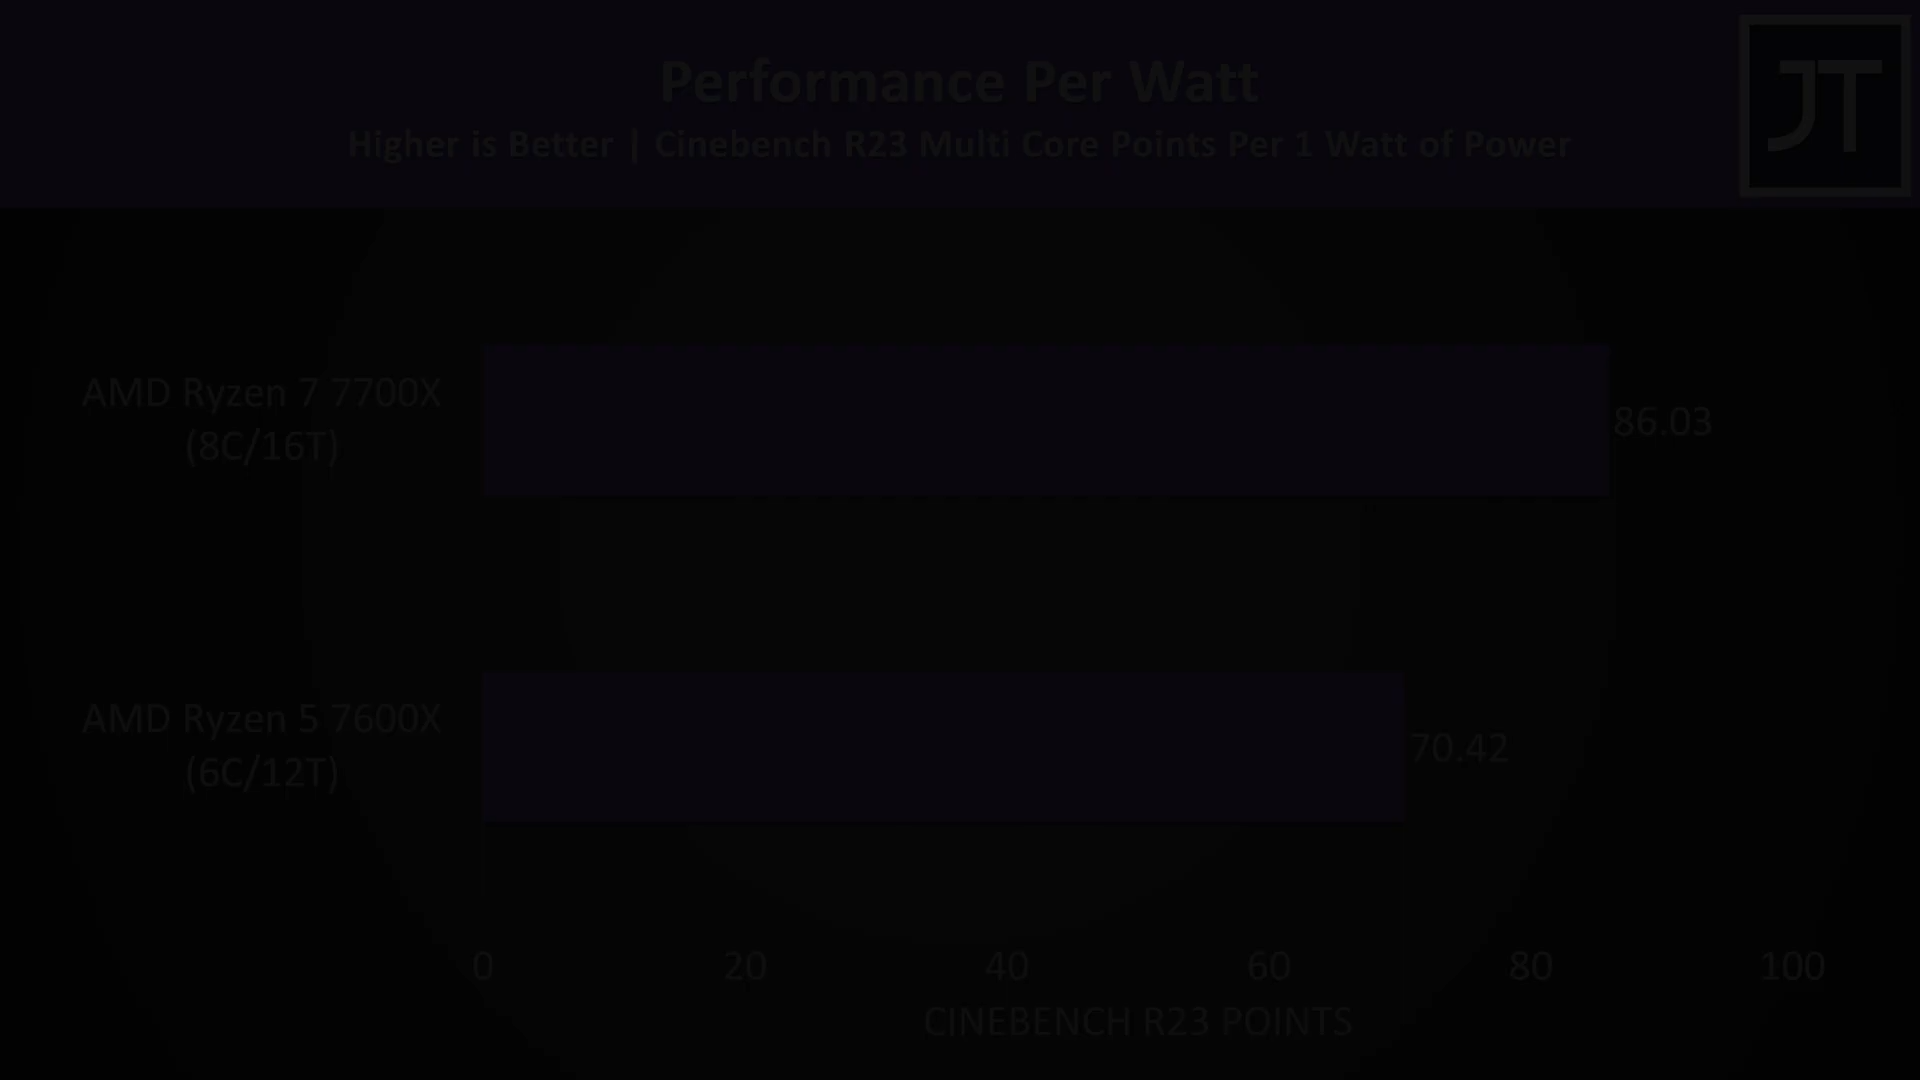 Performance Per Watt
JT
Higher is Better | Cinebench R23 Multi Core Points Per 1 Watt of Power
AMD Ryzen 7 7700X
(8C/16T)
86.03
AMD Ryzen 5 7600X
(6C/12T)
70.42
0 20 40 60 80 100
CINEBENCH R23 POINTS